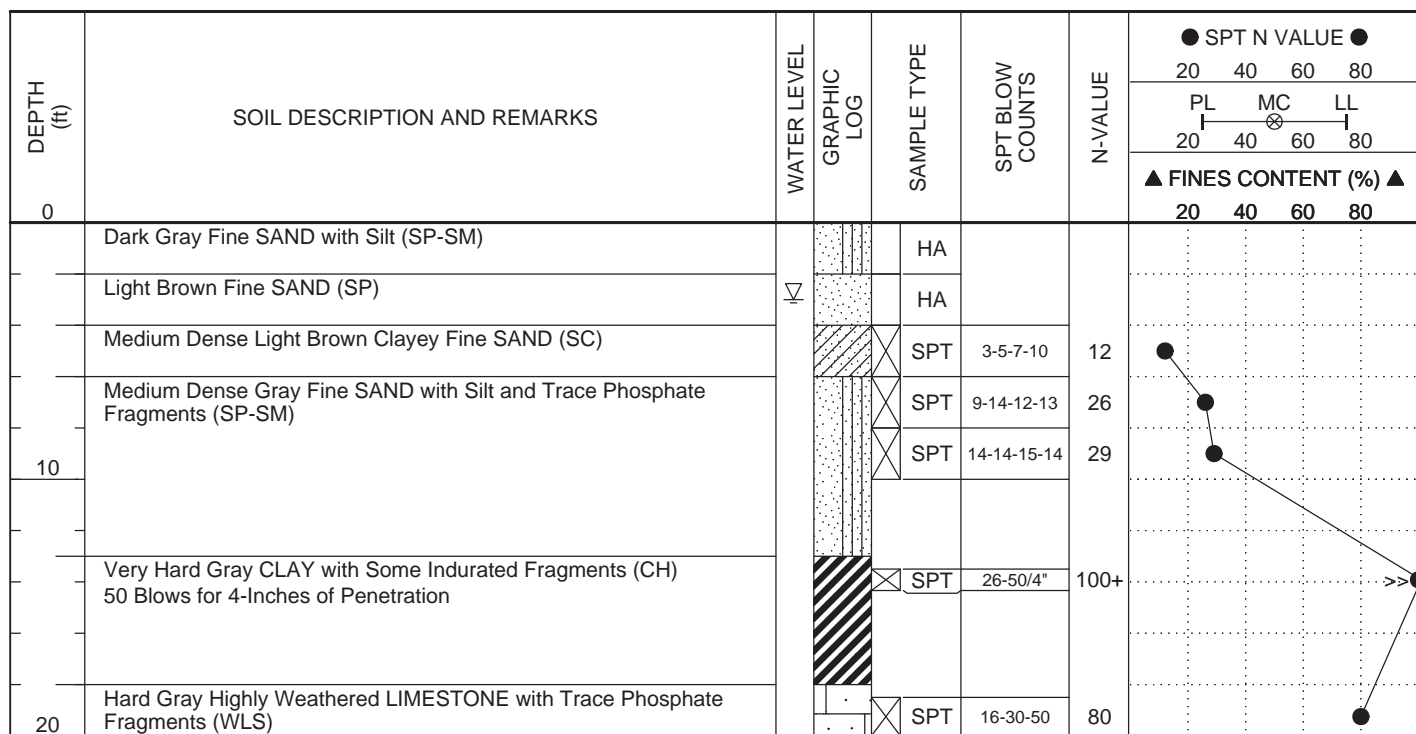 DEPTH
(ft)
SOIL DESCRIPTION AND REMARKS
WATER LEVEL
GRAPHIC
LOG
SAMPLE TYPE
SPT BLOW
COUNTS
N-VALUE
● SPT N VALUE ●
20 40 60 80
PL MC LL
20 40 60 80
▲ FINES CONTENT (%) ▲
20 40 60 80
0
Dark Gray Fine SAND with Silt (SP-SM)
HA
Light Brown Fine SAND (SP)
HA
Medium Dense Light Brown Clayey Fine SAND (SC)
SPT 3-5-7-10 12
Medium Dense Gray Fine SAND with Silt and Trace Phosphate
Fragments (SP-SM)
SPT 9-14-12-13 26
SPT 14-14-15-14 29
10
Very Hard Gray CLAY with Some Indurated Fragments (CH)
50 Blows for 4-Inches of Penetration
SPT 26-50/4" 100+ >>
Hard Gray Highly Weathered LIMESTONE with Trace Phosphate
Fragments (WLS)
SPT 16-30-50 80
20